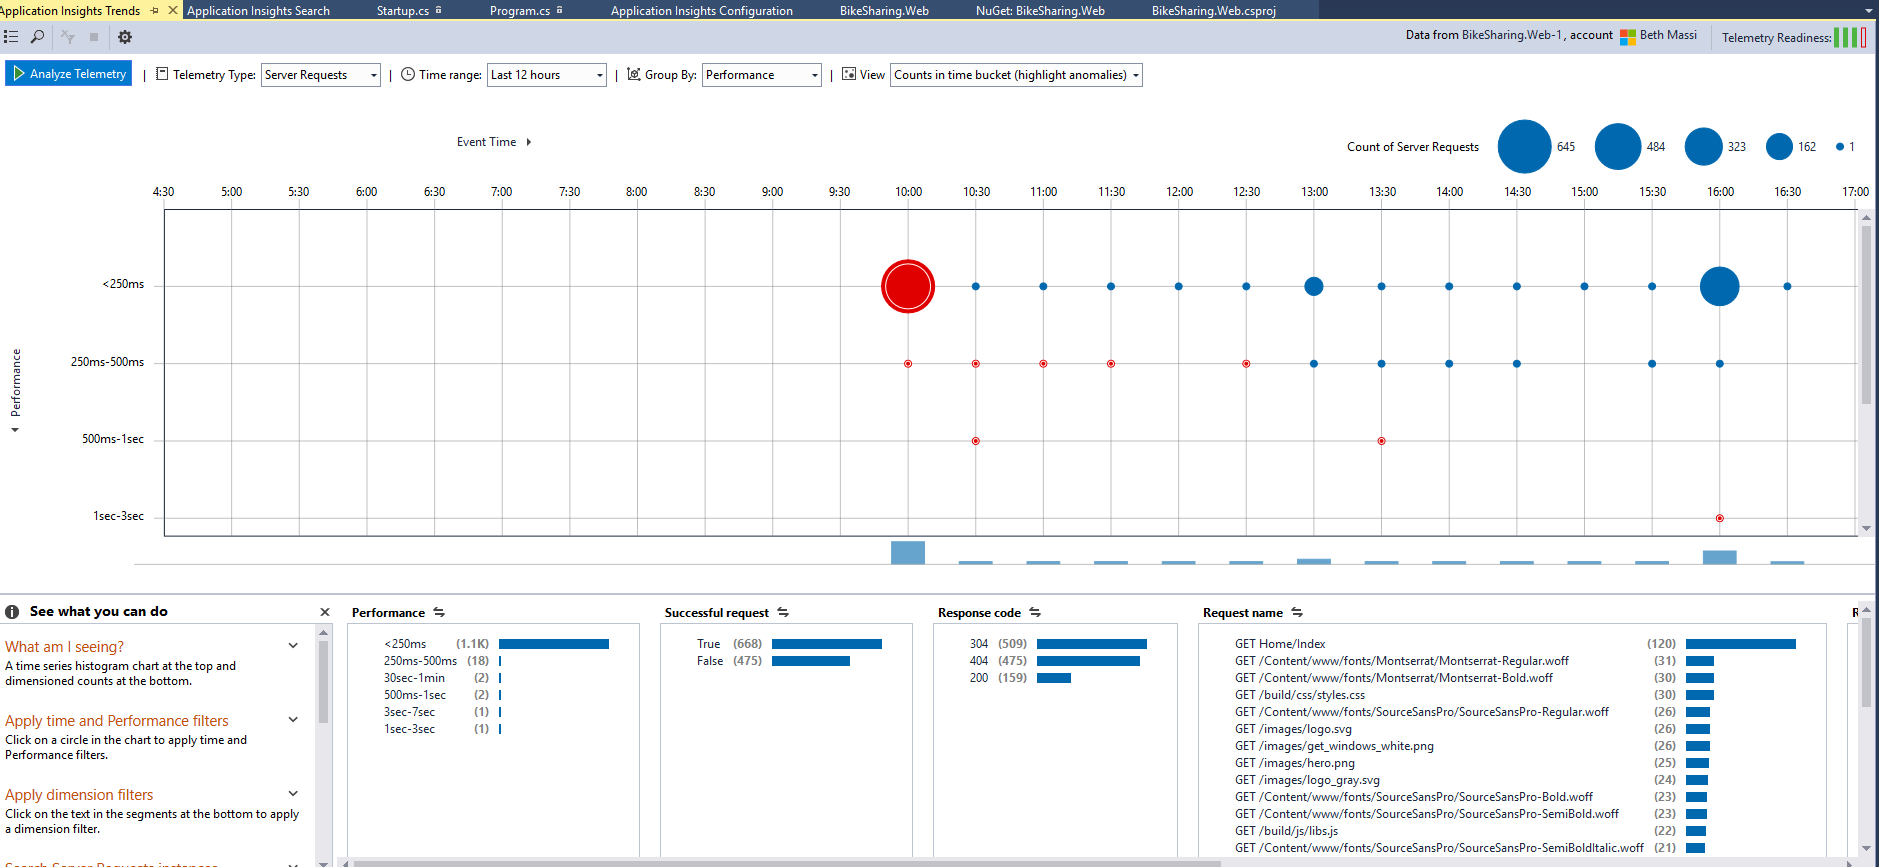 Application Insights Trends
Application Insights Search
Startup.cs
Program.cs
Application Insights Configuration
BikeSharing.Web
NuGet: BikeSharing.Web
BikeSharing.Web.csproj
Data from BikeSharing.Web-1, account Beth Massi
Telemetry Readiness:
Analyze Telemetry | Telemetry Type: Server Requests | Time range: Last 12 hours | Group By: Performance | View Counts in time bucket (highlight anomalies)
Event Time
Count of Server Requests 645 484 323 162 1
4:30 5:00 5:30 6:00 6:30 7:00 7:30 8:00 8:30 9:00 9:30 10:00 10:30 11:00 11:30 12:00 12:30 13:00 13:30 14:00 14:30 15:00 15:30 16:00 16:30 17:00
Performance
<250ms
250ms-500ms
500ms-1sec
1sec-3sec
See what you can do
What am I seeing?
A time series histogram chart at the top and
dimensioned counts at the bottom.
Apply time and Performance filters
Click on a circle in the chart to apply time and
Performance filters.
Apply dimension filters
Click on the text in the segments at the bottom to apply
a dimension filter.
Search Server Requests instances
Performance
<250ms (1.1K)
250ms-500ms (18)
30sec-1min (2)
500ms-1sec (2)
3sec-7sec (1)
1sec-3sec (1)
Successful request
True (668)
False (475)
Response code
304 (509)
404 (475)
200 (159)
Request name
GET Home/Index (120)
GET /Content/www/fonts/Montserrat/Montserrat-Regular.woff (31)
GET /Content/www/fonts/Montserrat/Montserrat-Bold.woff (30)
GET /build/css/styles.css (30)
GET /Content/www/fonts/SourceSansPro/SourceSansPro-Regular.woff (26)
GET /images/logo.svg (26)
GET /images/get_windows_white.png (26)
GET /images/hero.png (25)
GET /images/logo_gray.svg (24)
GET /Content/www/fonts/SourceSansPro/SourceSansPro-Bold.woff (23)
GET /Content/www/fonts/SourceSansPro/SourceSansPro-SemiBold.woff (23)
GET /build/js/libs.js (22)
GET /Content/www/fonts/SourceSansPro/SourceSansPro-SemiBoldItalic.woff (21)